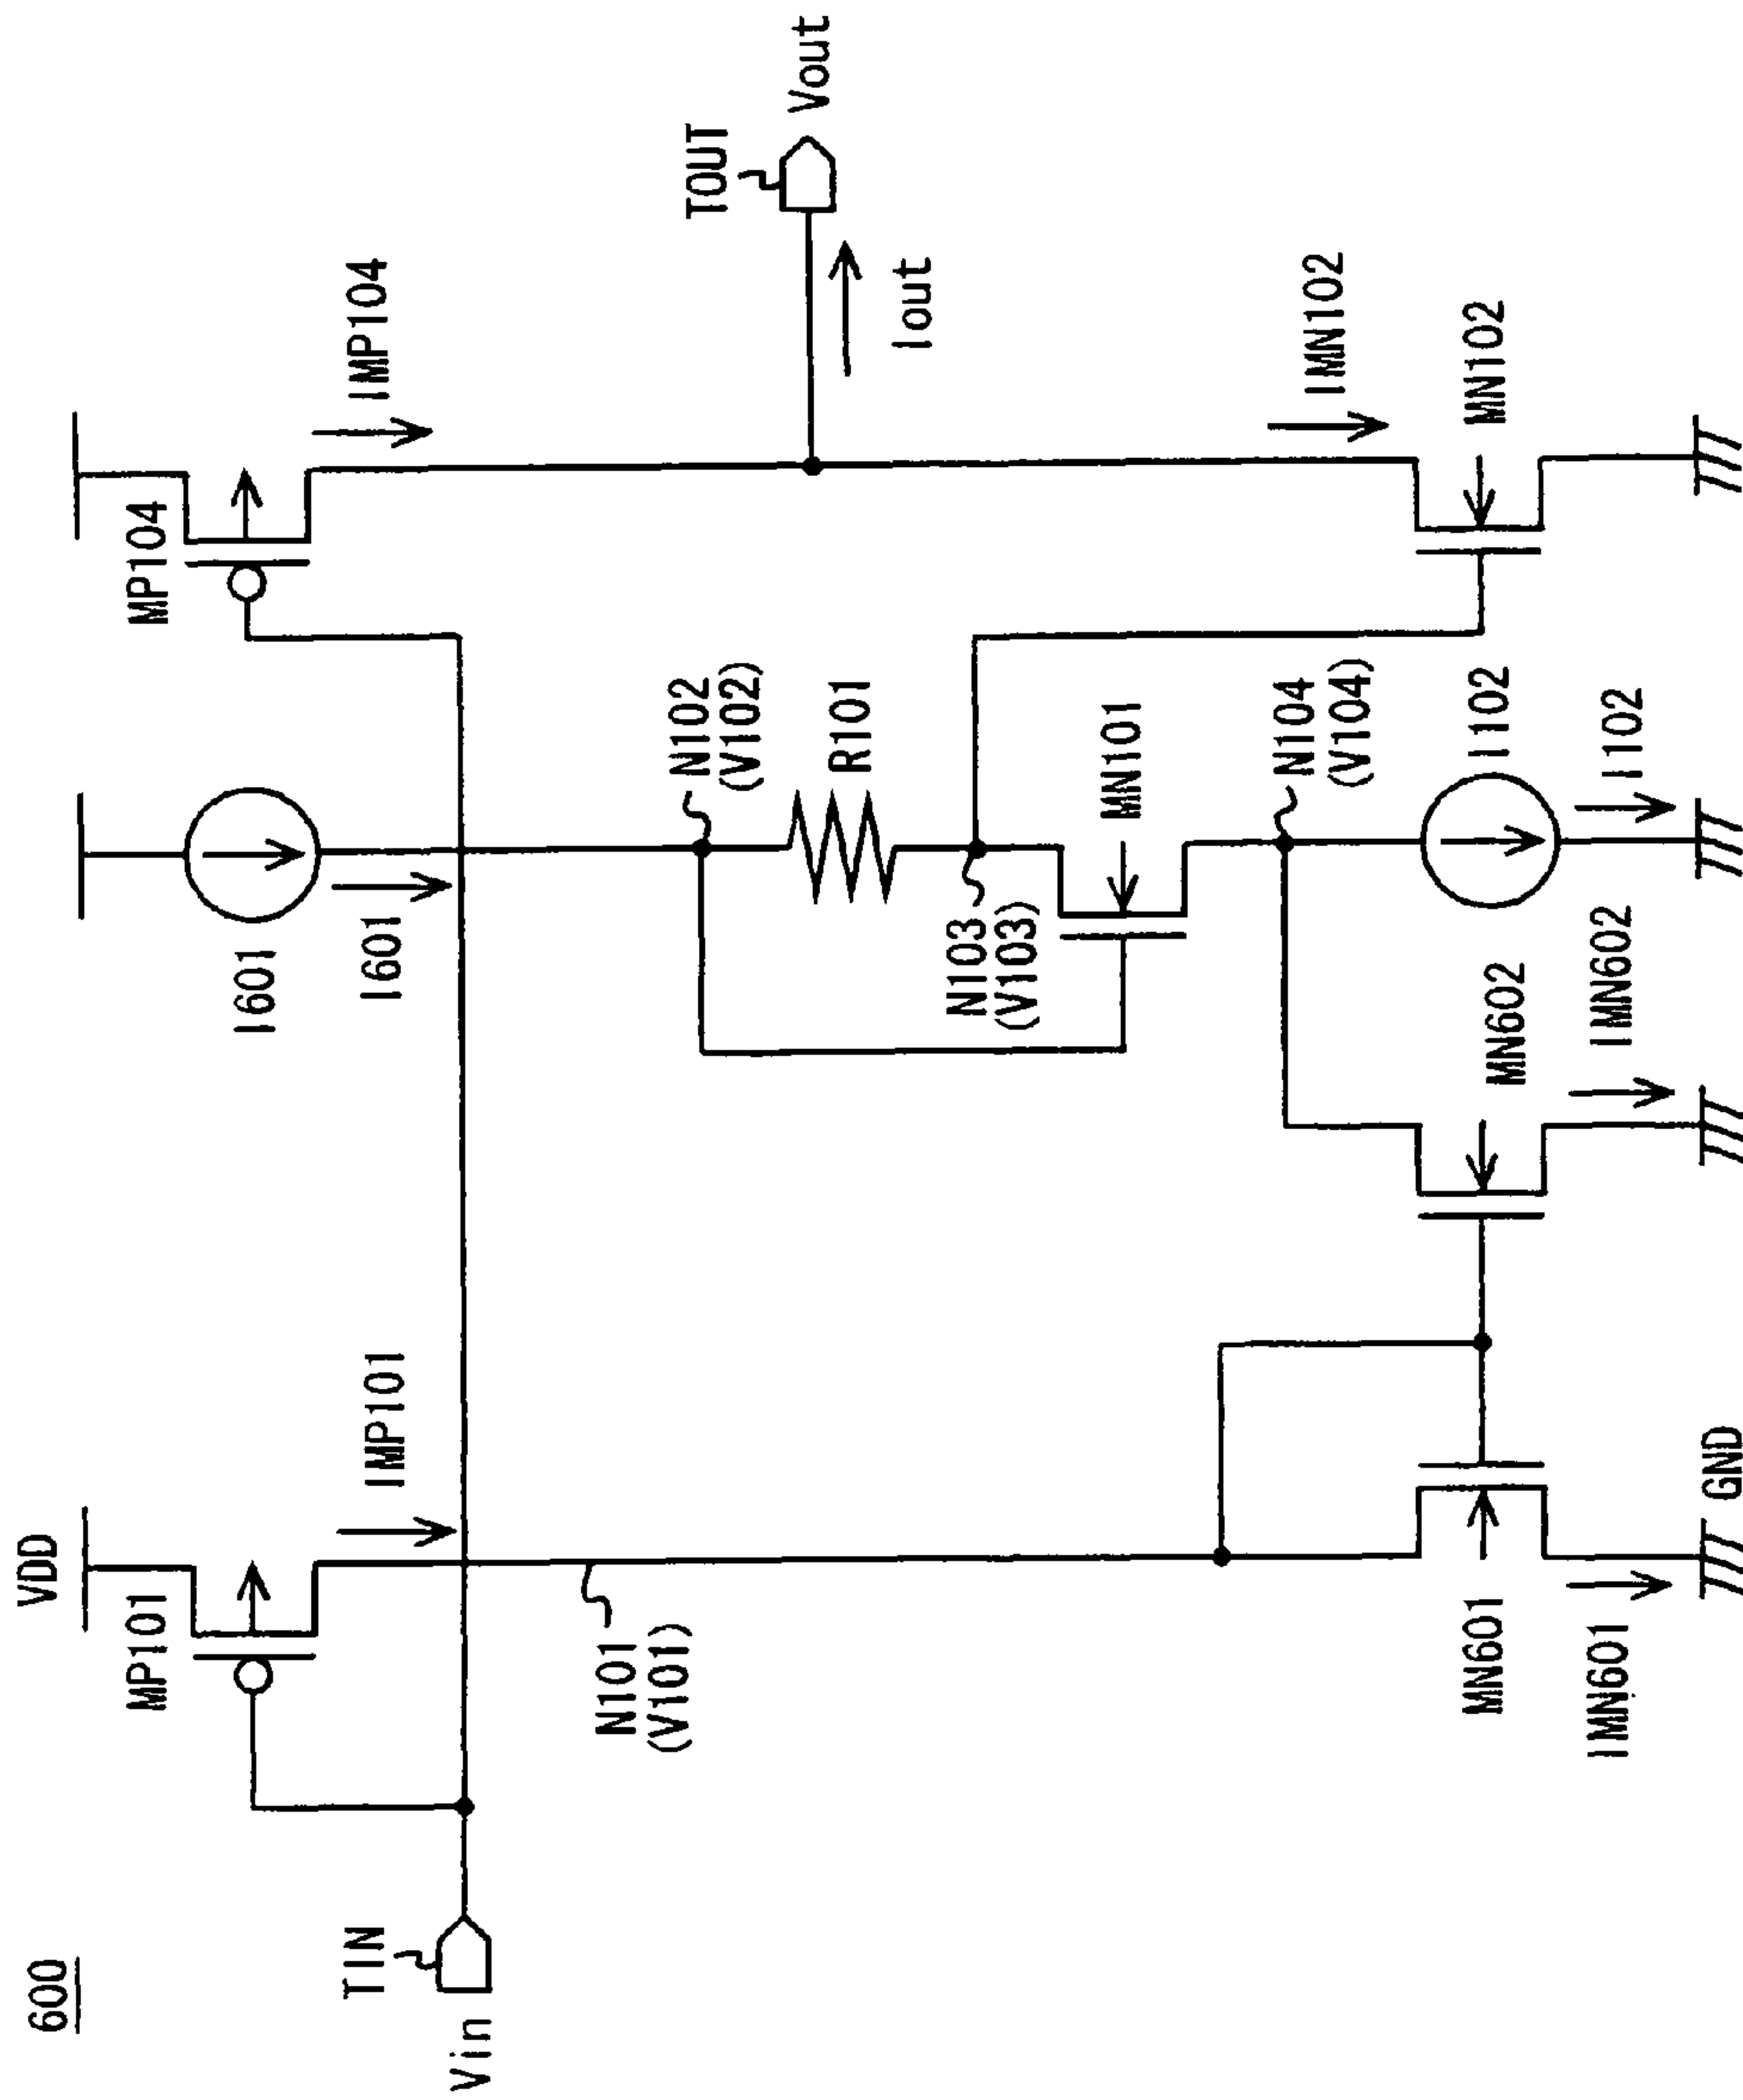 600
VDD
MP101
IMP101
TIN
Vin
N101
(V101)
MN601
IMN601
GND
I601
I601
N102
(V102)
R101
N103
(V103)
MN101
N104
(V104)
MN602
IMN602
I102
I102
MP104
IMP104
TOUT
Vout
Iout
IMN102
MN102